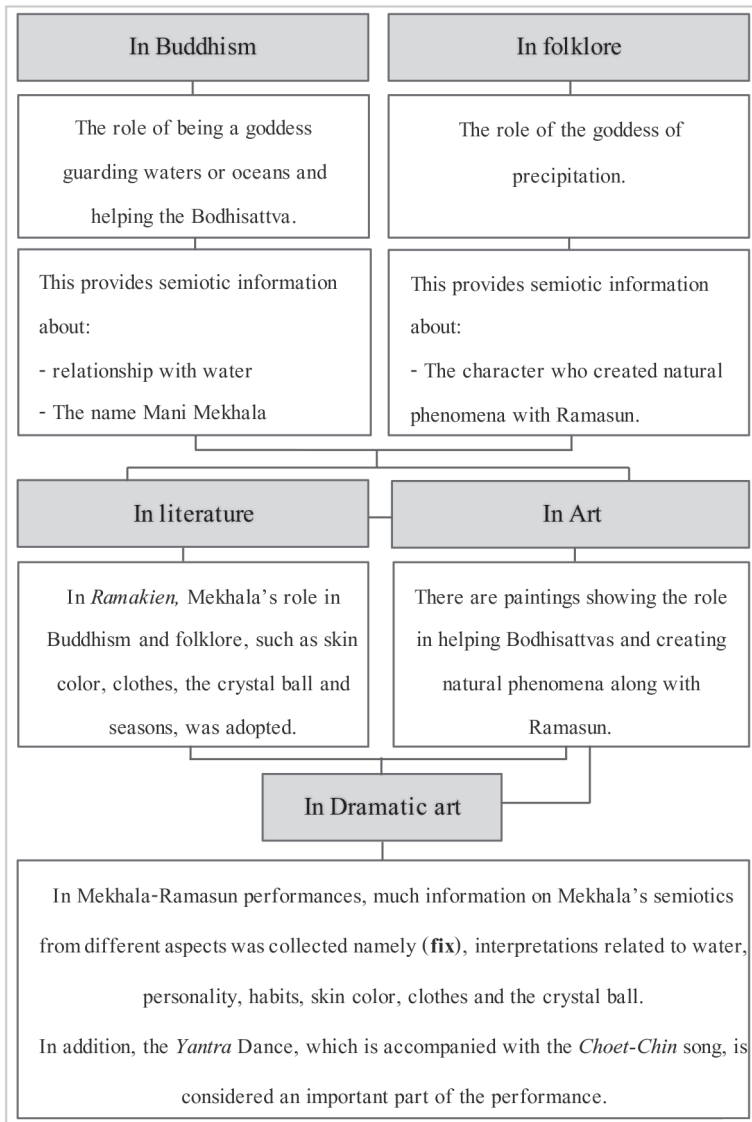 In Buddhism
The role of being a goddess
guarding waters or oceans and
helping the Bodhisattva.
This provides semiotic information
about:
- relationship with water
- The name Mani Mekhala
In folklore
The role of the goddess of
precipitation.
This provides semiotic information
about:
- The character who created natural
phenomena with Ramasun.
In literature
In Ramakien, Mekhala's role in
Buddhism and folklore, such as skin
color, clothes, the crystal ball and
seasons, was adopted.
In Art
There are paintings showing the role
in helping Bodhisattvas and creating
natural phenomena along with
Ramasun.
In Dramatic art
In Mekhala-Ramasun performances, much information on Mekhala's semiotics
from different aspects was collected namely (fix), interpretations related to water,
personality, habits, skin color, clothes and the crystal ball.
In addition, the Yantra Dance, which is accompanied with the Choet-Chin song, is
considered an important part of the performance.